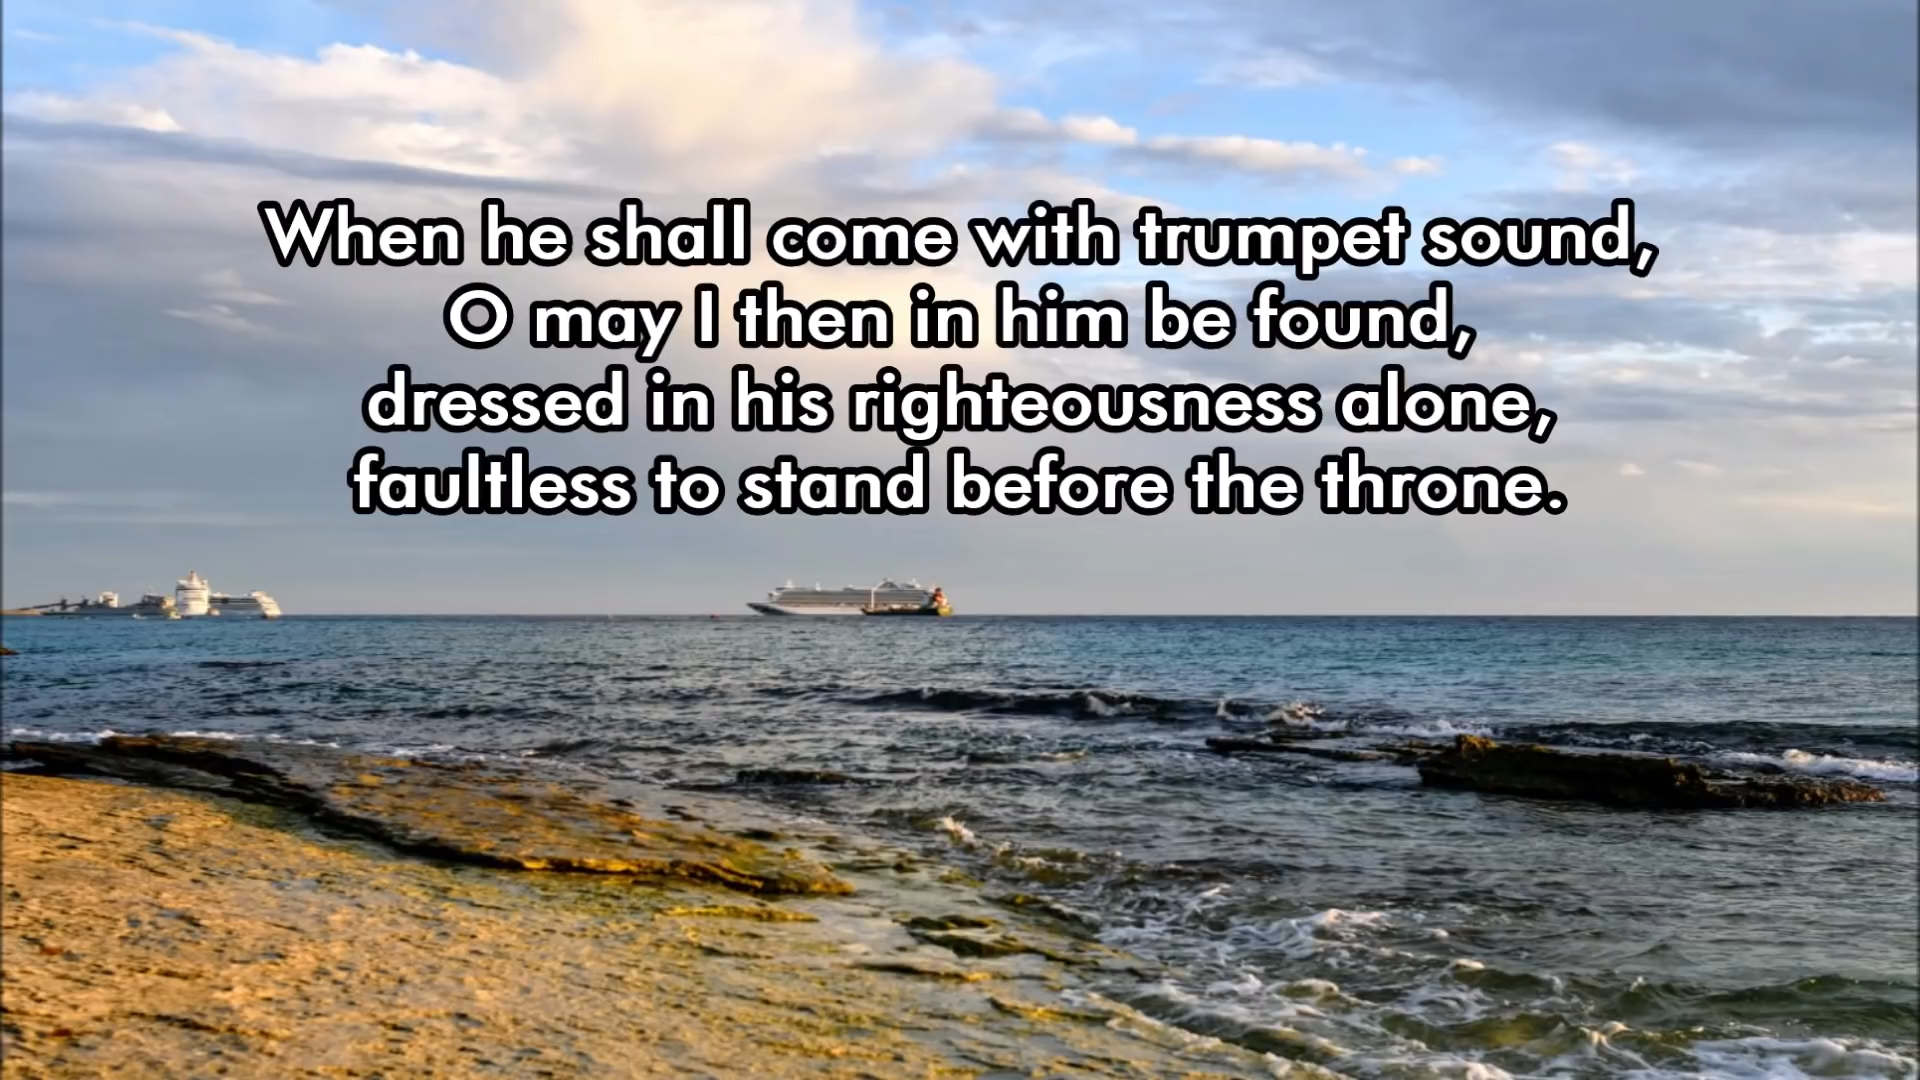 When he shall come with trumpet sound,
O may I then in him be found,
dressed in his righteousness alone,
faultless to stand before the throne.